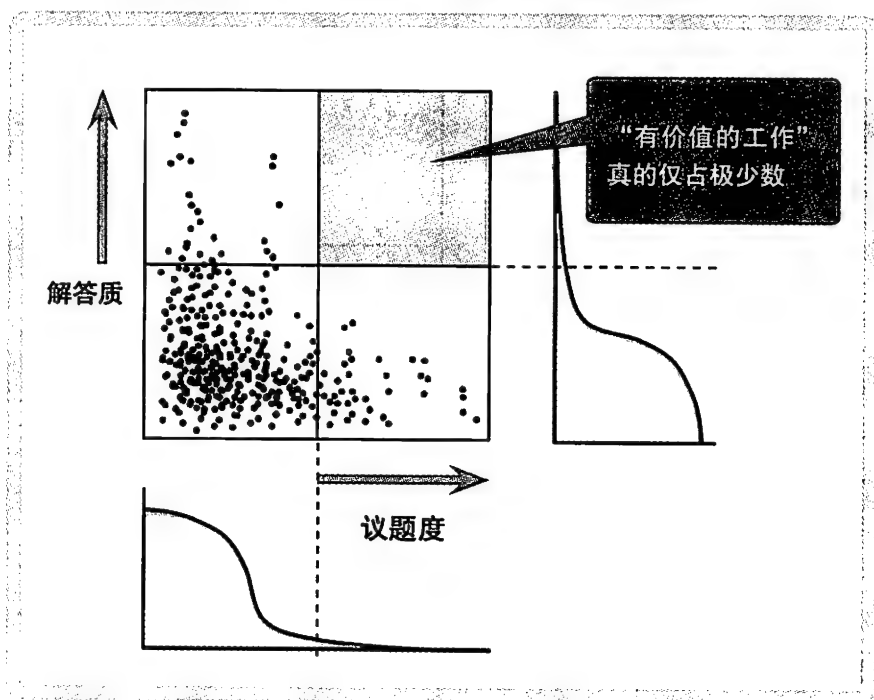 “有价值的工作”
真的仅占极少数
解答质
议题度